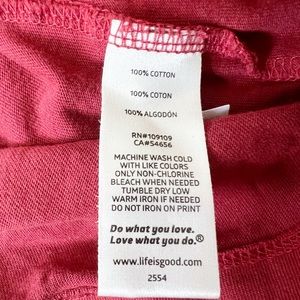 100% COTTON
100% COTON
100% ALGODÓN
RN#109109
CA#54656
MACHINE WASH COLD
WITH LIKE COLORS
ONLY NON-CHLORINE
BLEACH WHEN NEEDED
TUMBLE DRY LOW
WARM IRON IF NEEDED
DO NOT IRON ON PRINT
Do what you love.
Love what you do.®
www.lifeisgood.com
2554